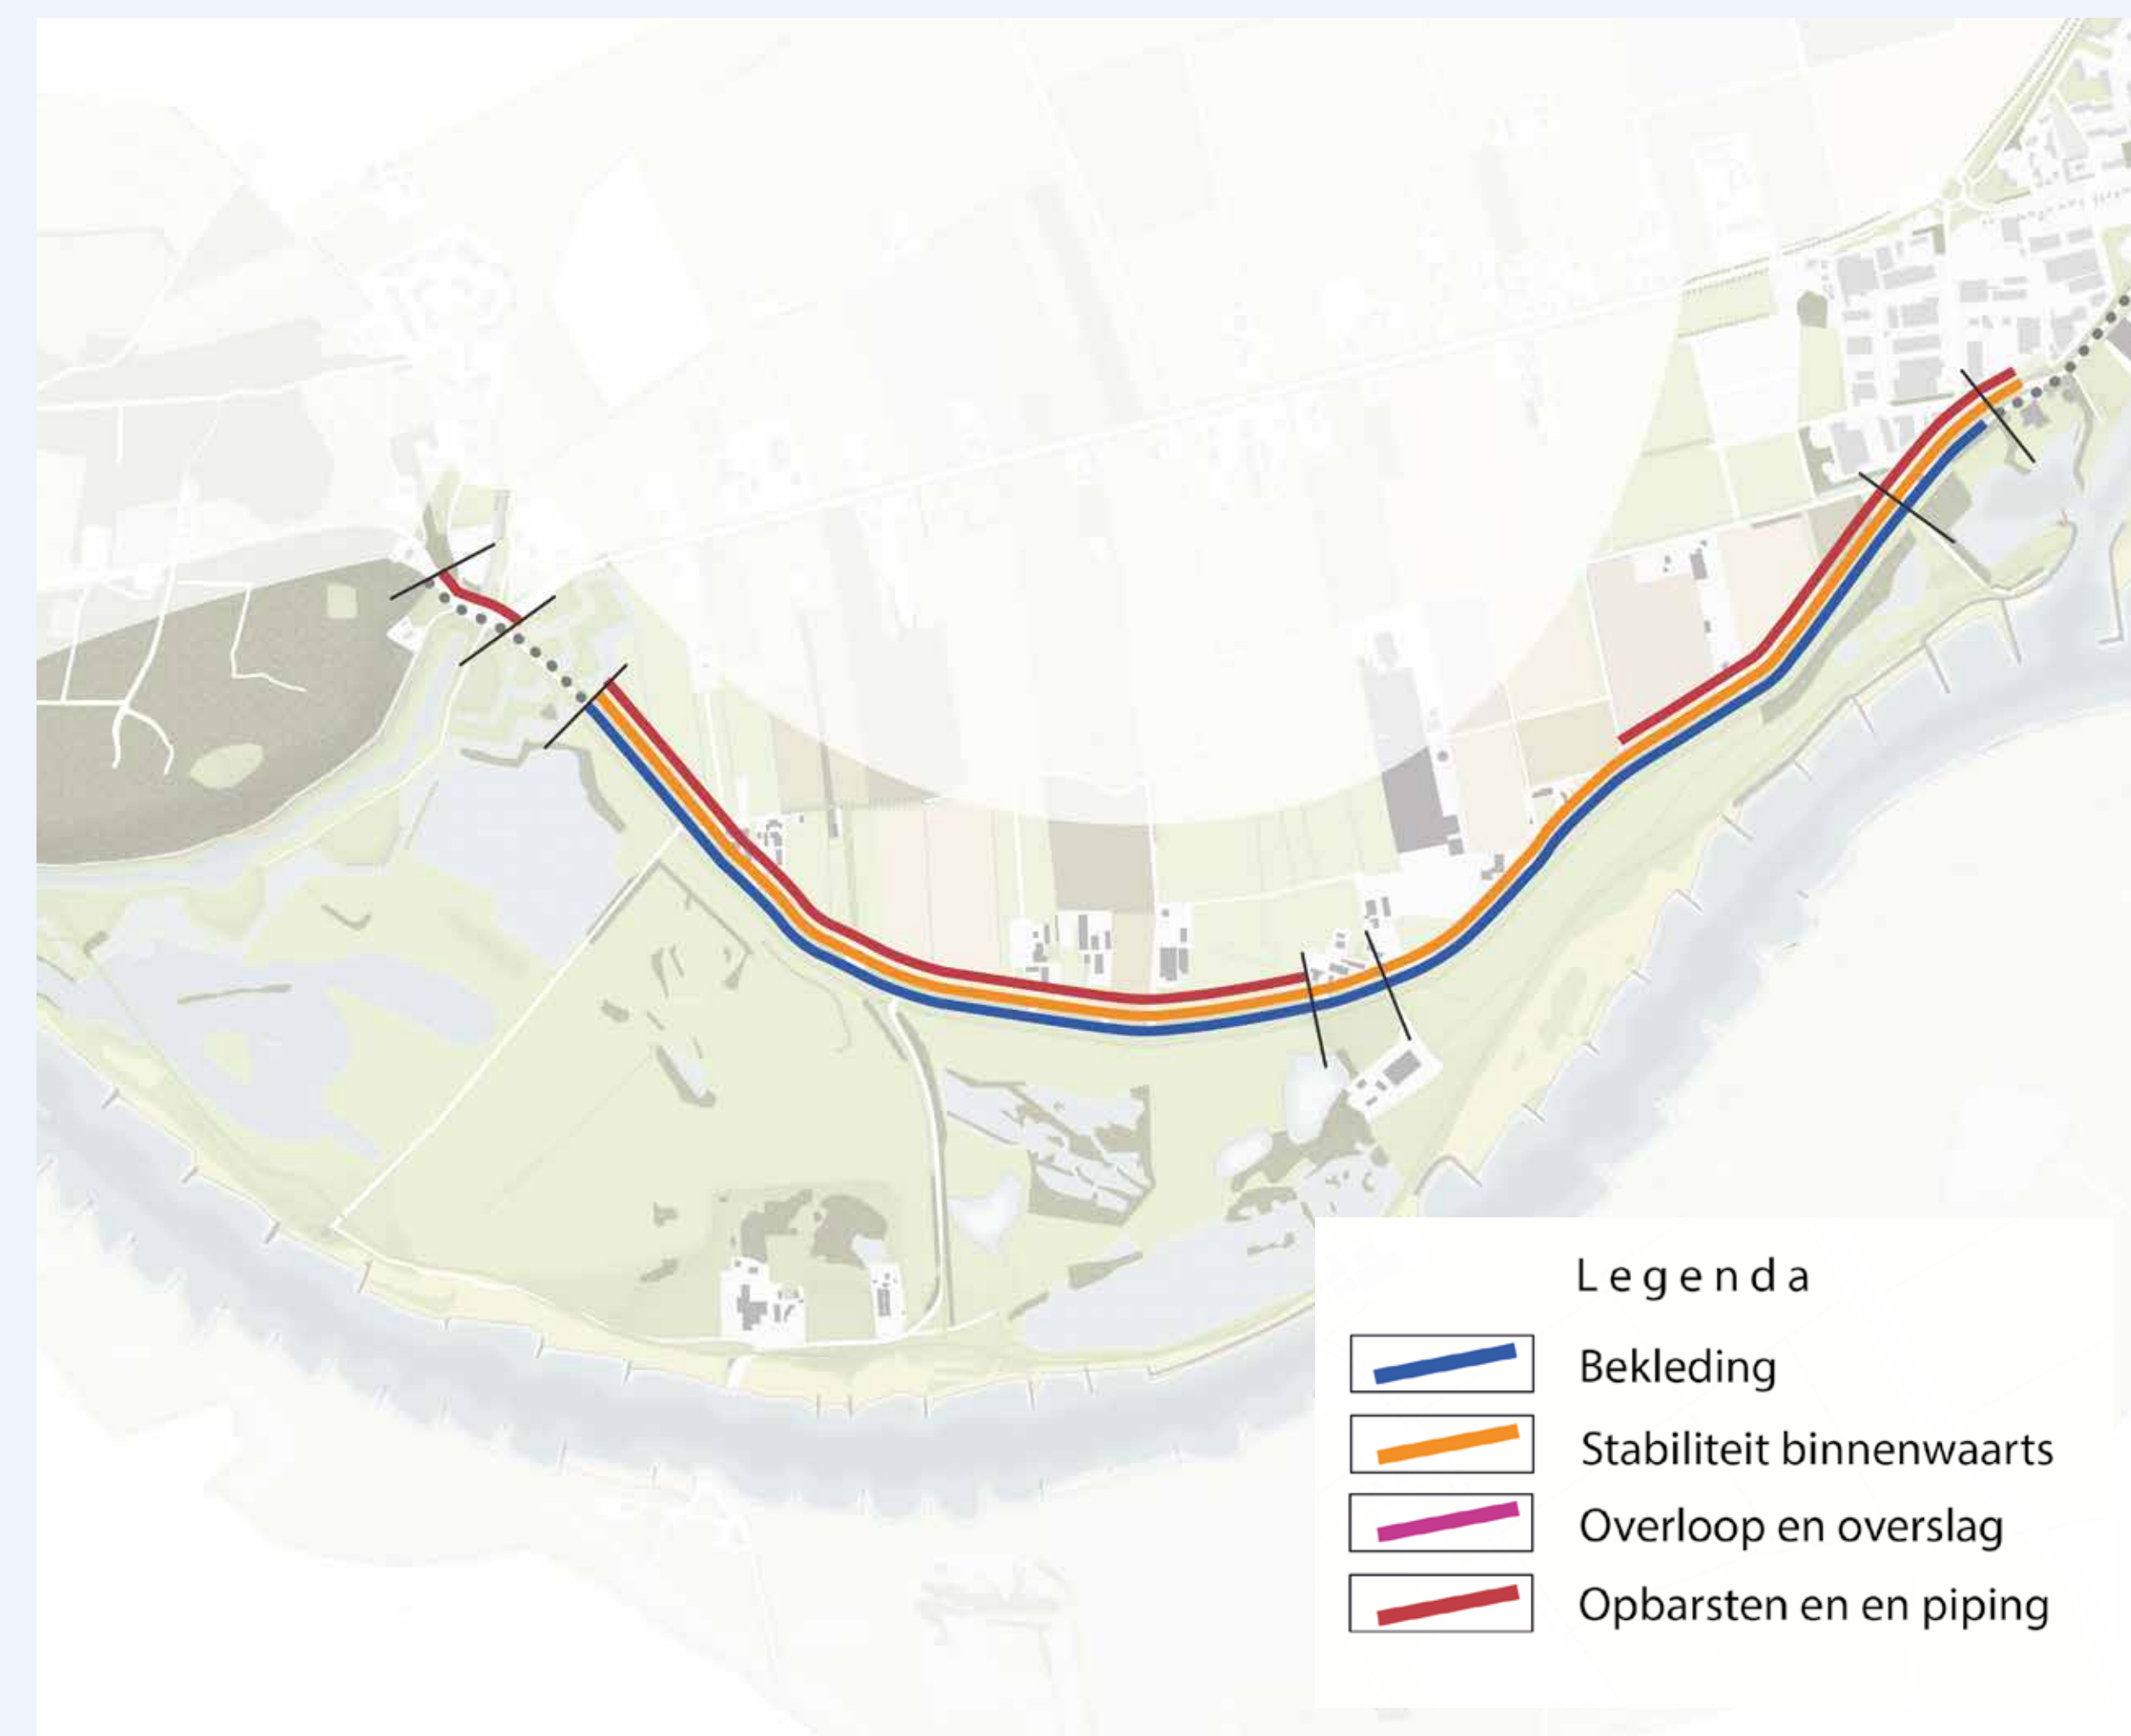 Legenda
Bekleding
Stabiliteit binnenwaarts
Overloop en overslag
Opbarsten en en piping